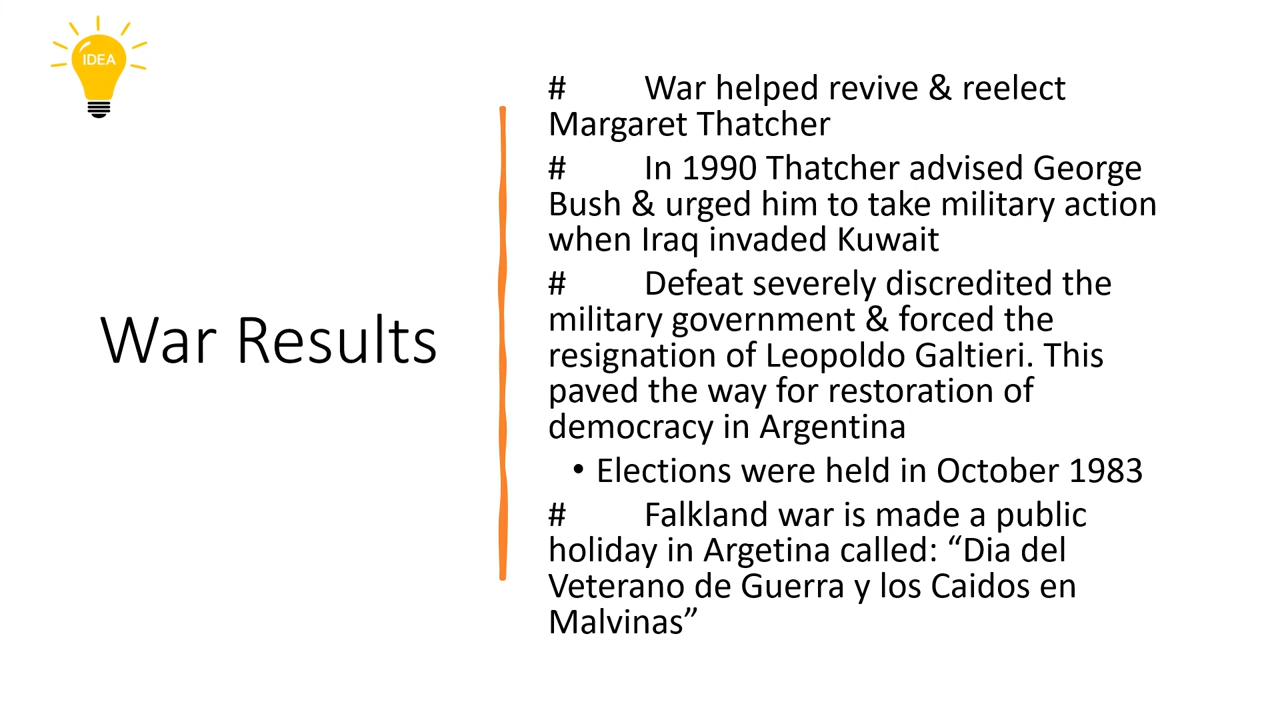 IDEA
War Results
# War helped revive & reelect
Margaret Thatcher
# In 1990 Thatcher advised George
Bush & urged him to take military action
when Iraq invaded Kuwait
# Defeat severely discredited the
military government & forced the
resignation of Leopoldo Galtieri. This
paved the way for restoration of
democracy in Argentina
• Elections were held in October 1983
# Falkland war is made a public
holiday in Argetina called: “Dia del
Veterano de Guerra y los Caidos en
Malvinas”